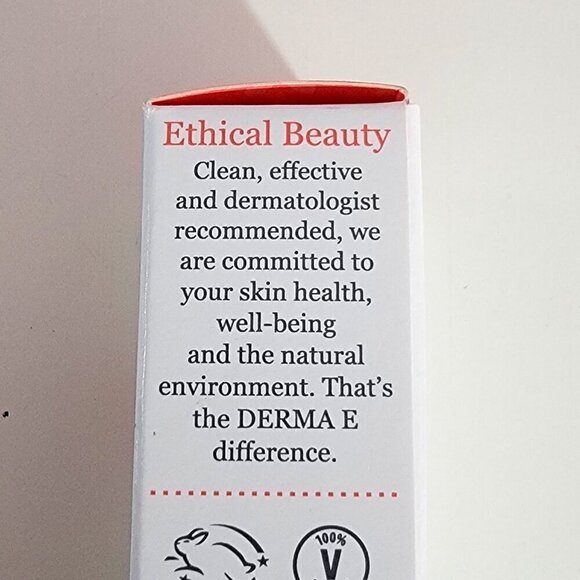 Ethical Beauty
Clean, effective
and dermatologist
recommended, we
are committed to
your skin health,
well-being
and the natural
environment. That's
the DERMA E
difference.
100%
V